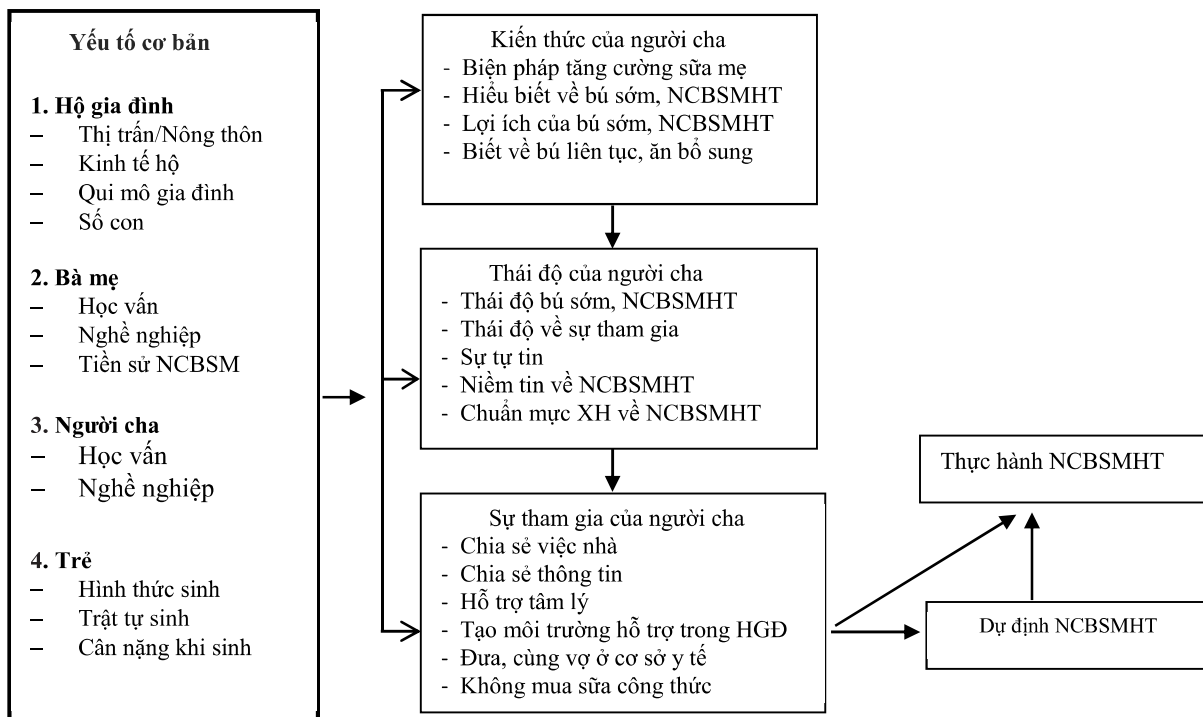 Yếu tố cơ bản
1. Hộ gia đình
– Thị trấn/Nông thôn
– Kinh tế hộ
– Qui mô gia đình
– Số con
2. Bà mẹ
– Học vấn
– Nghề nghiệp
– Tiền sử NCBSM
3. Người cha
– Học vấn
– Nghề nghiệp
4. Trẻ
– Hình thức sinh
– Trật tự sinh
– Cân nặng khi sinh
Kiến thức của người cha
- Biện pháp tăng cường sữa mẹ
- Hiểu biết về bú sớm, NCBSMHT
- Lợi ích của bú sớm, NCBSMHT
- Biết về bú liên tục, ăn bổ sung
Thái độ của người cha
- Thái độ bú sớm, NCBSMHT
- Thái độ về sự tham gia
- Sự tự tin
- Niềm tin về NCBSMHT
- Chuẩn mực XH về NCBSMHT
Sự tham gia của người cha
- Chia sẻ việc nhà
- Chia sẻ thông tin
- Hỗ trợ tâm lý
- Tạo môi trường hỗ trợ trong HGĐ
- Đưa, cùng vợ ở cơ sở y tế
- Không mua sữa công thức
Thực hành NCBSMHT
Dự định NCBSMHT